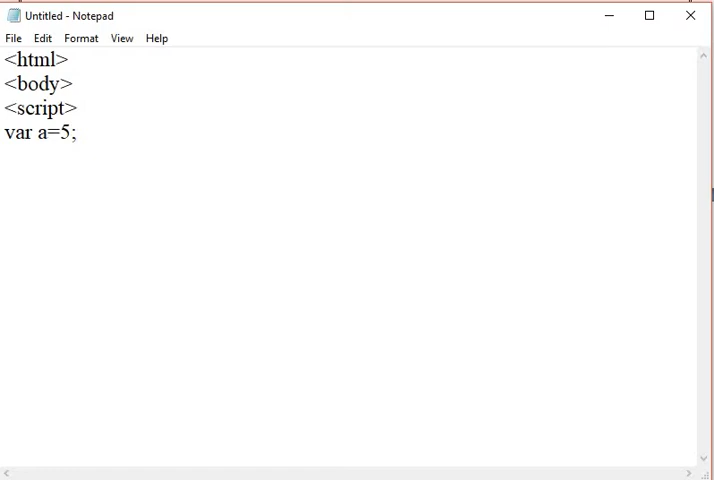 Untitled - Notepad
File Edit Format View Help
<html>
<body>
<script>
var a=5;